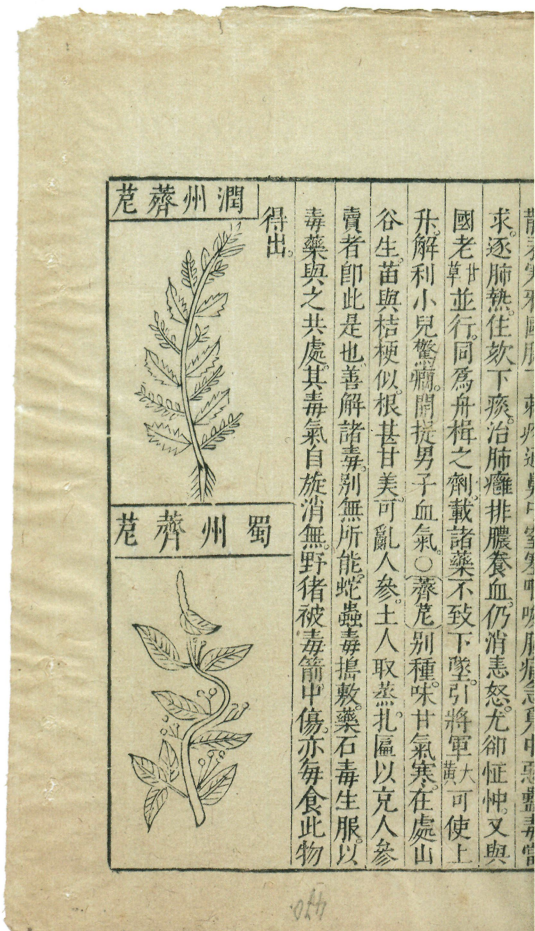 求。逐肺熱。住欬下痰。治肺癰排膿養血。仍消恚怒。尤卻怔忡。又與
國老甘草並行。同爲舟楫之劑。載諸藥不致下墜。引將軍大黃可使上
升。解利小兒驚癇。開提男子血氣。○薺苨別種。味甘氣寒。在處山
谷生。苗與桔梗似。根甚甘美。可亂人參。土人取蒸扎匾以充人參
賣者卽此是也。善解諸毒。別無所能。蛇蟲毒搗敷。藥石毒生服。以
毒藥與之共處。其毒氣自旋消無。野猪被毒箭中傷。亦每食此物
得出。
潤州薺苨
蜀州薺苨